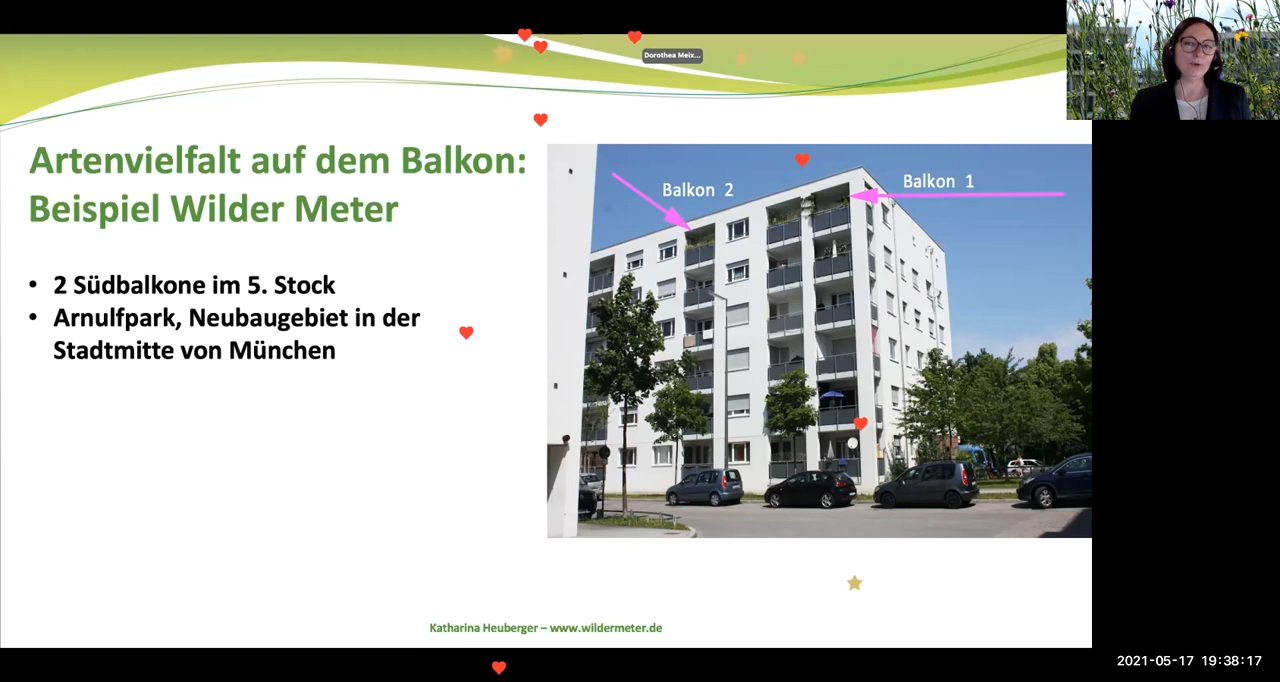 Dorothea Meix...
Artenvielfalt auf dem Balkon:
Beispiel Wilder Meter
• 2 Südbalkone im 5. Stock
• Arnulfpark, Neubaugebiet in der
Stadtmitte von München
Balkon 2
Balkon 1
Katharina Heuberger – www.wildermeter.de
2021-05-17 19:38:17